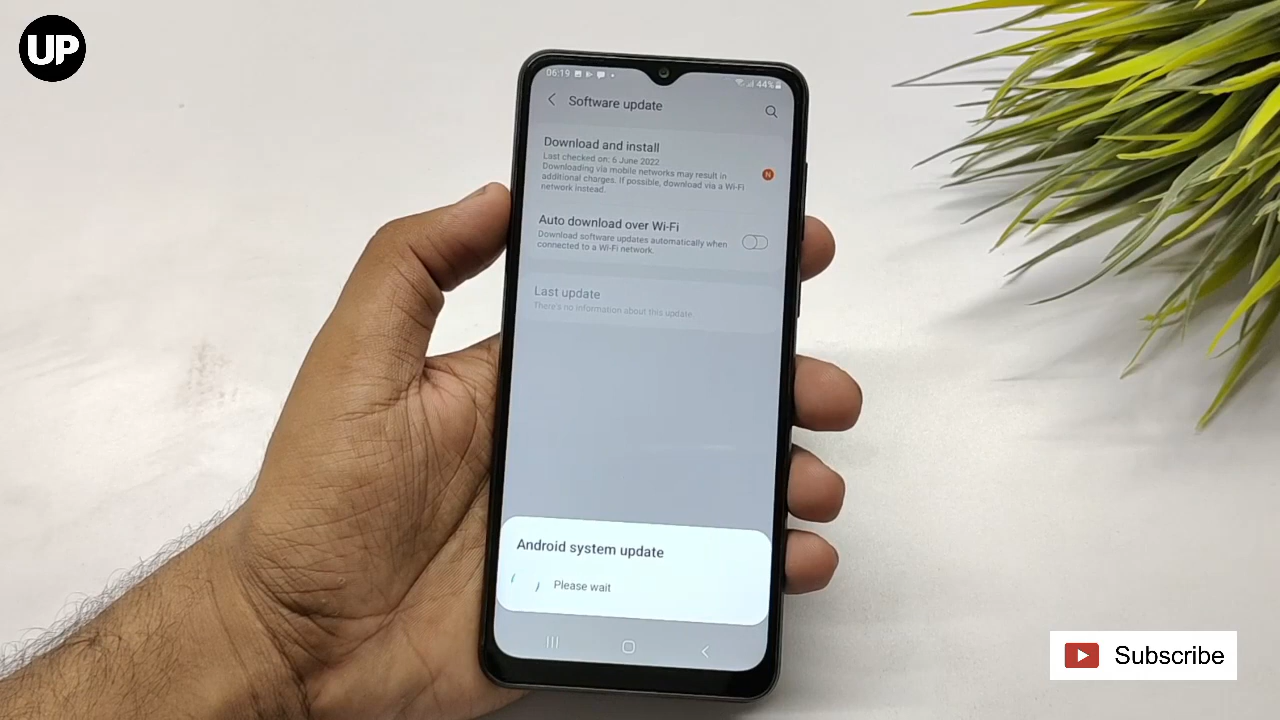 UP
06:19
44%
Software update
Download and install
Last checked on: 6 June 2022
Downloading via mobile networks may result in
additional charges. If possible, download via a Wi-Fi
network instead.
N
Auto download over Wi-Fi
Download software updates automatically when
connected to a Wi-Fi network.
Last update
There's no information about this update.
Android system update
Please wait
Subscribe